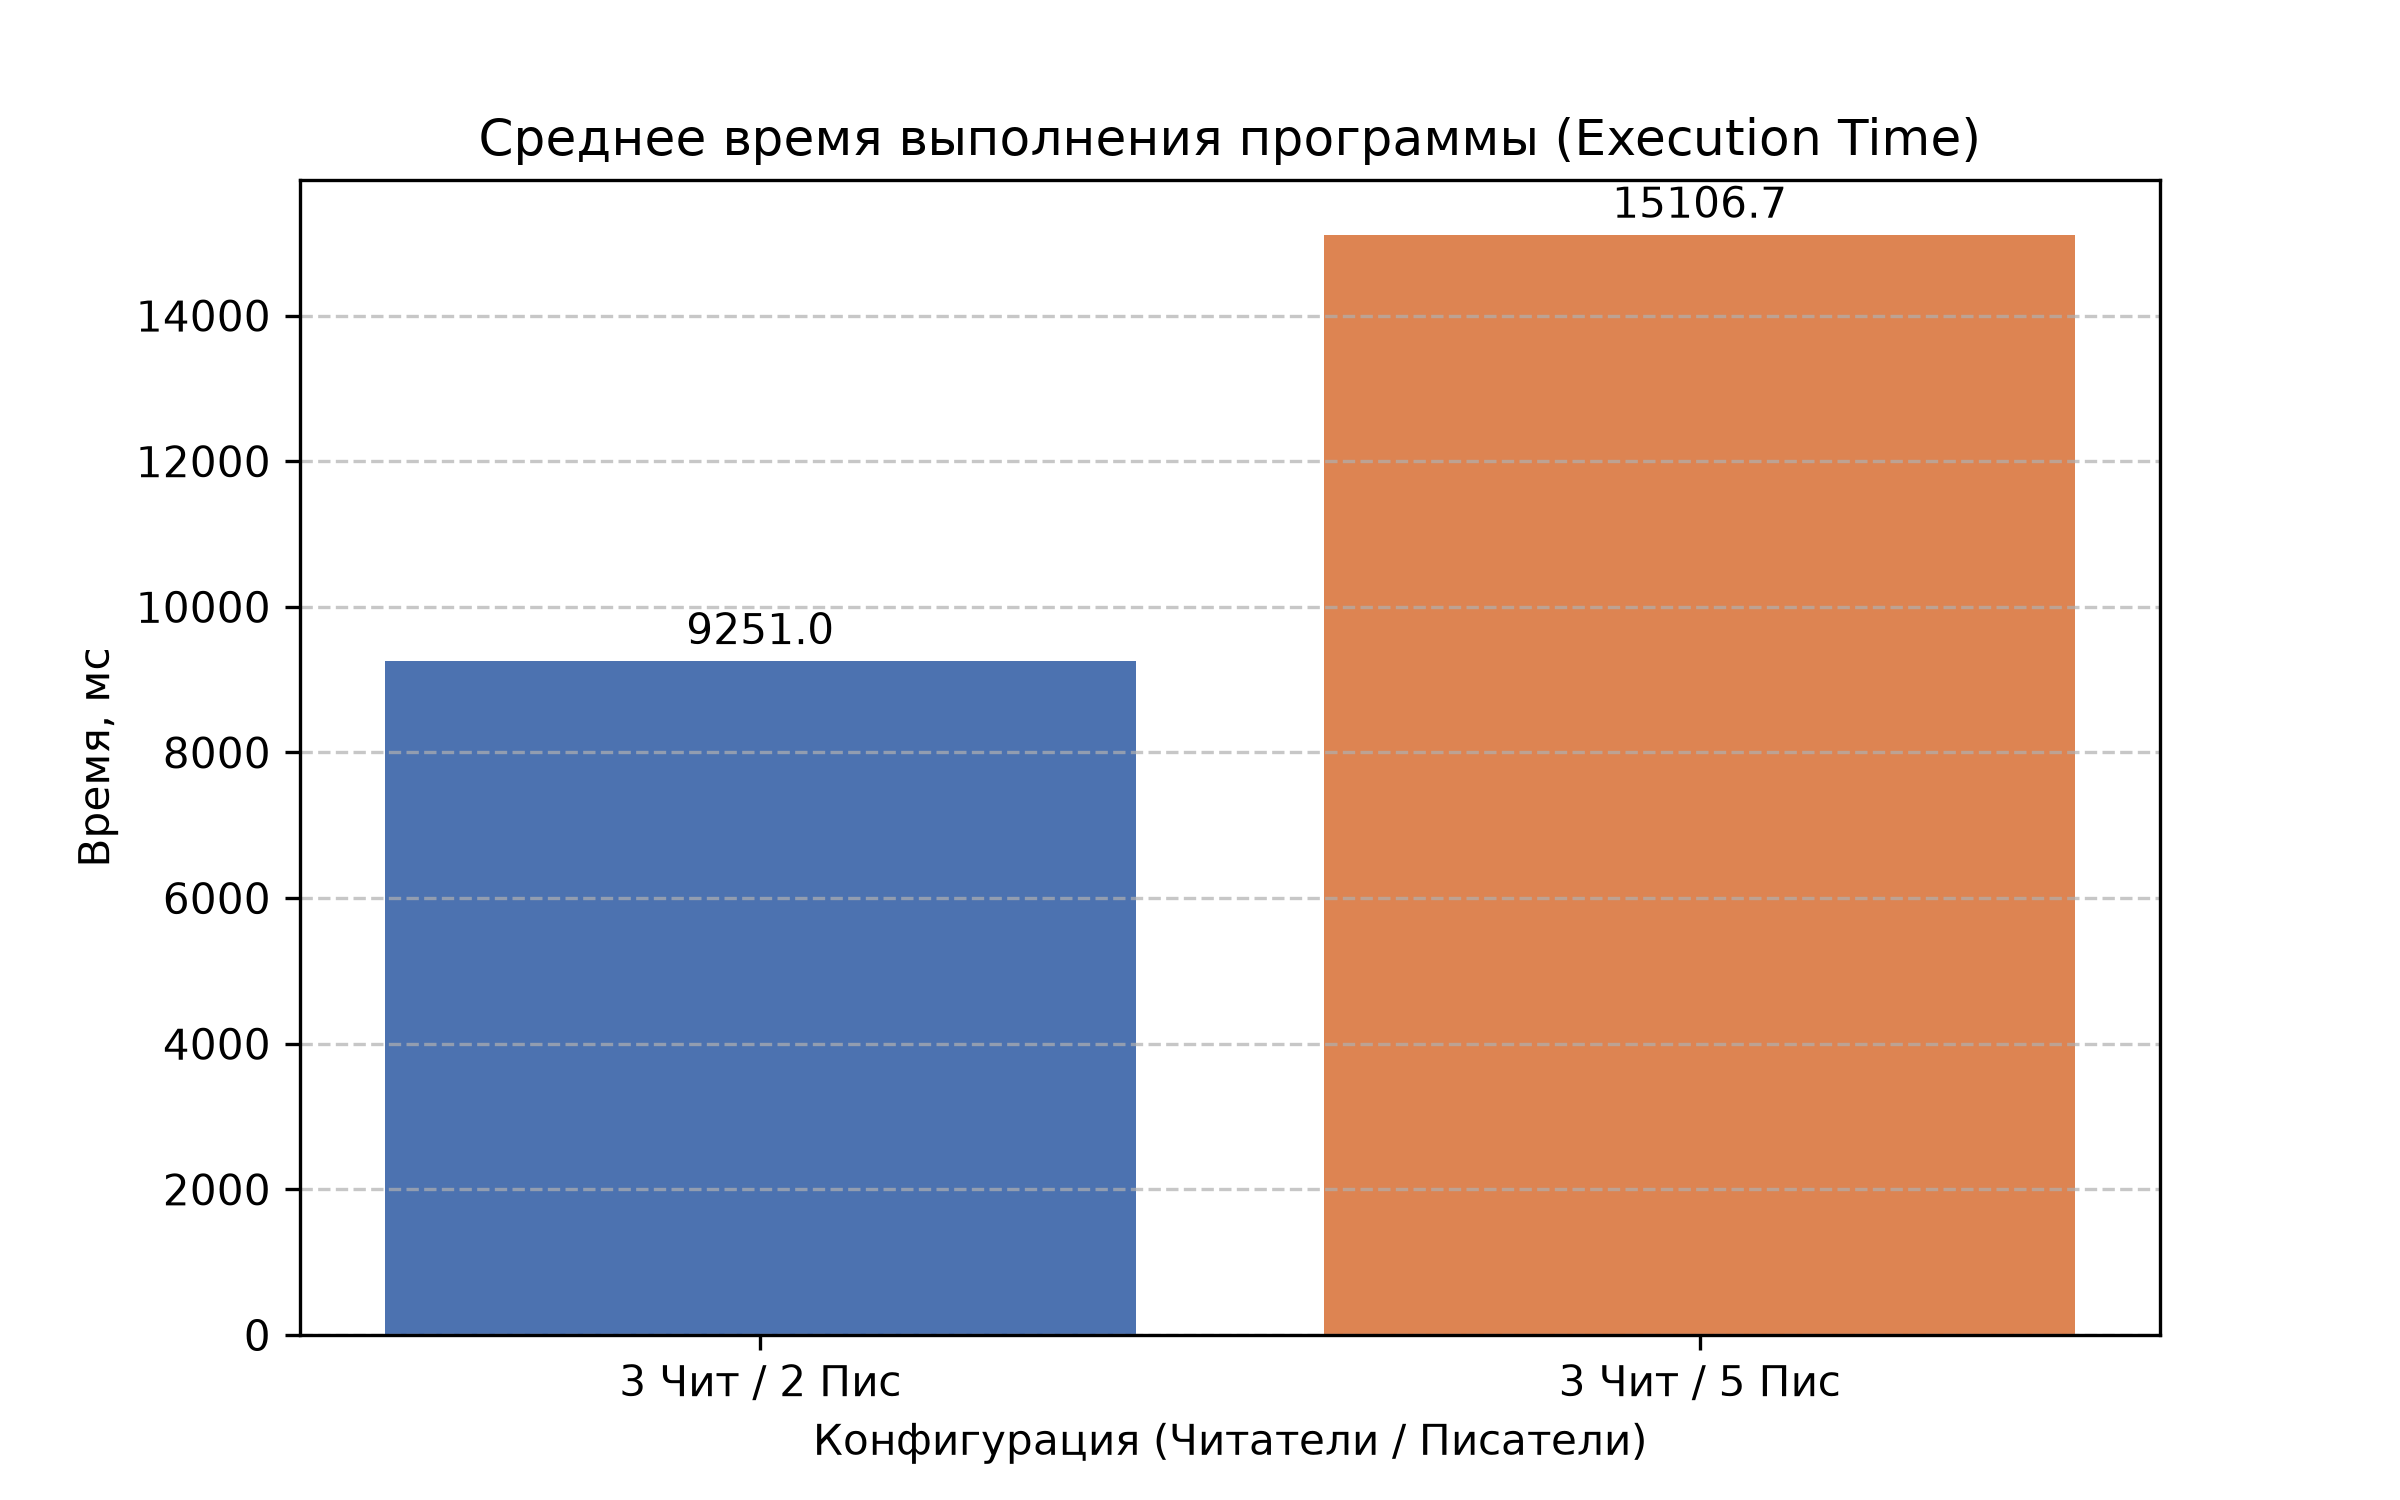 Среднее время выполнения программы (Execution Time)
15106.7
14000
12000
10000
9251.0
8000
6000
4000
2000
0
Время, мс
3 Чит / 2 Пис
3 Чит / 5 Пис
Конфигурация (Читатели / Писатели)